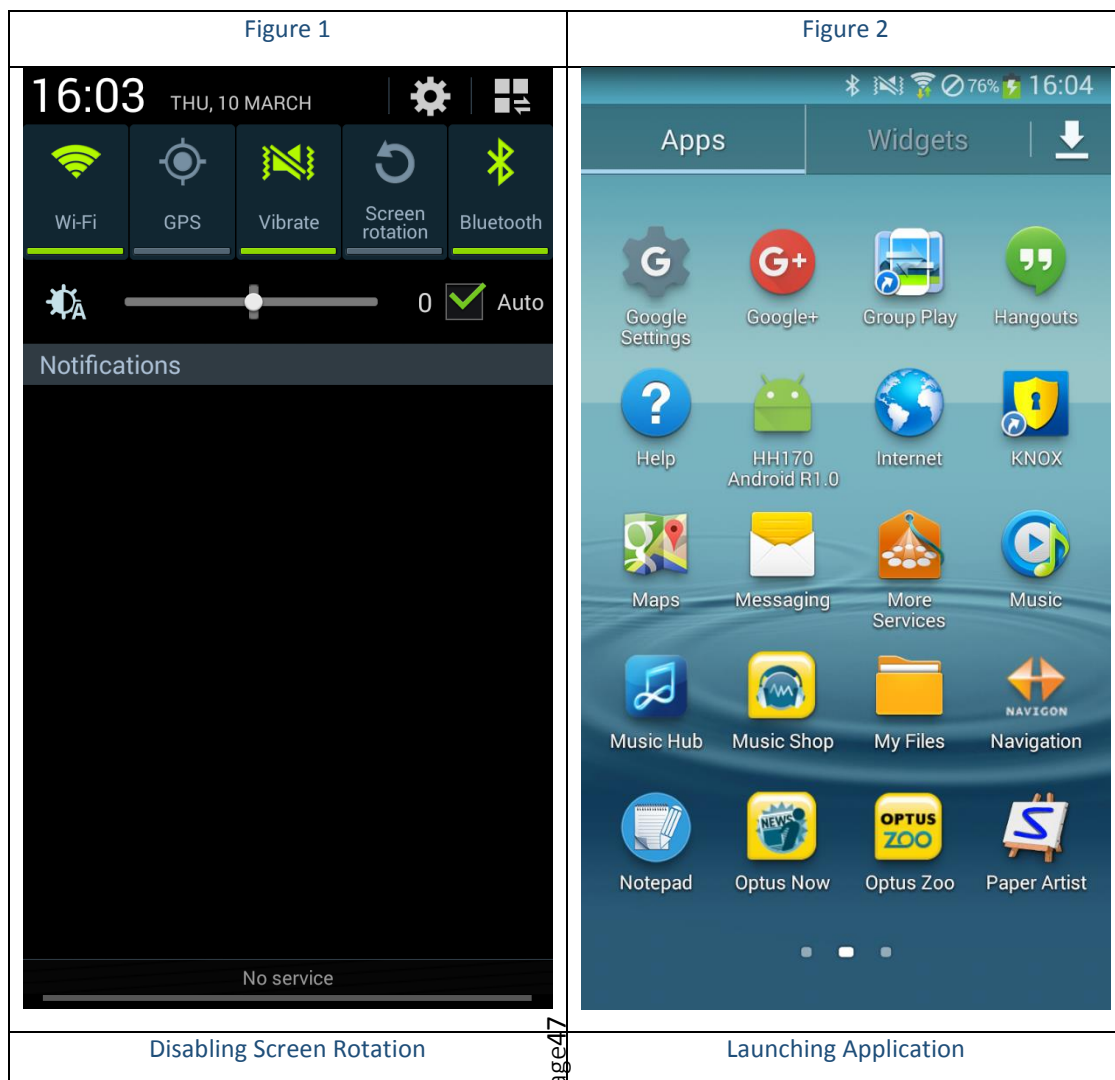 Figure 1
Figure 2
16:03 THU, 10 MARCH
Wi-Fi
GPS
Vibrate
Screen
rotation
Bluetooth
A
0
Auto
Notifications
No service
76% 16:04
Apps
Widgets
G
G+
Google
Settings
Google+
Group Play
Hangouts
?
Help
HH170
Android R1.0
Internet
KNOX
g
Maps
Messaging
More
Services
Music
NAVIGON
Music Hub
Music Shop
My Files
Navigation
NEWS
OPTUS
ZOO
S
Notepad
Optus Now
Optus Zoo
Paper Artist
Disabling Screen Rotation
age47
Launching Application